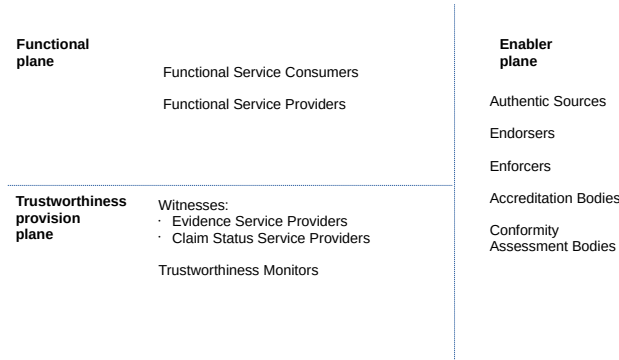 Functional
plane
Functional Service Consumers
Functional Service Providers
Trustworthiness
provision
plane
Witnesses:
· Evidence Service Providers
· Claim Status Service Providers
Trustworthiness Monitors
Enabler
plane
Authentic Sources
Endorsers
Enforcers
Accreditation Bodies
Conformity
Assessment Bodies